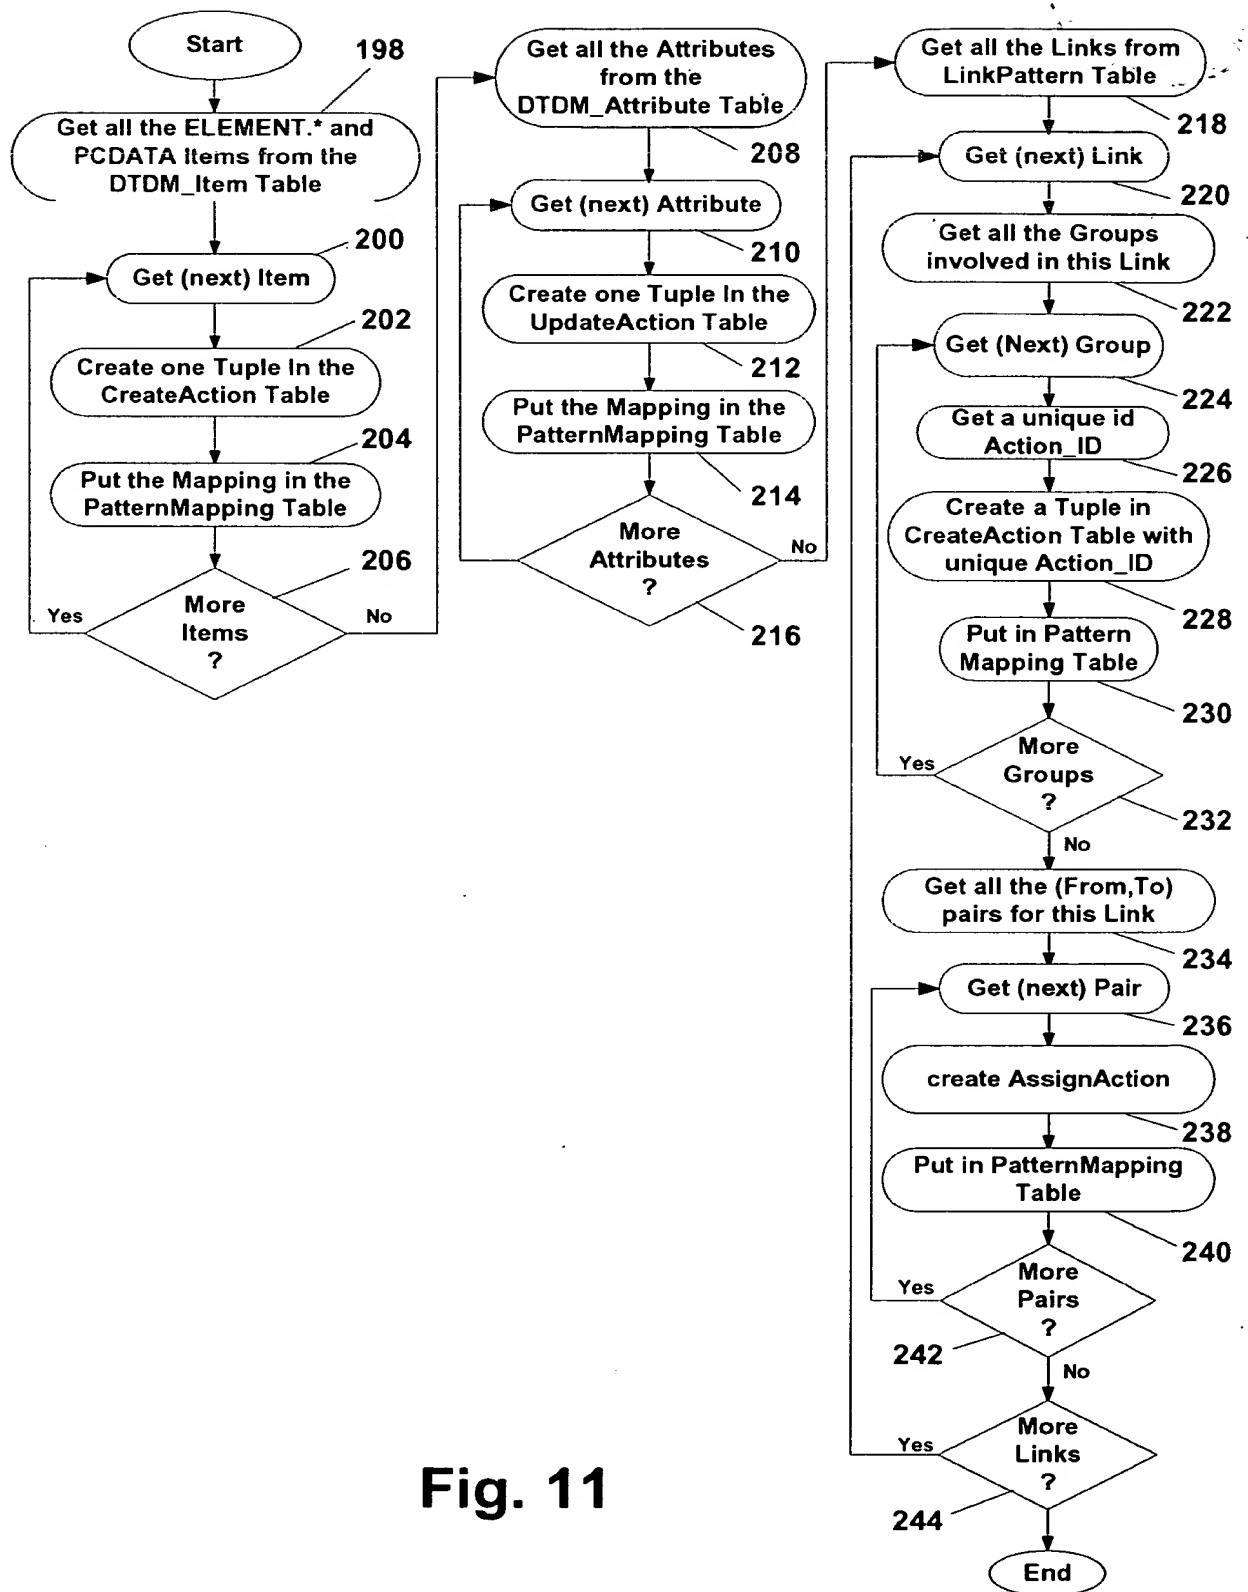 Start
198
Get all the ELEMENT.* and
PCDATA Items from the
DTDM_Item Table
200
Get (next) Item
202
Create one Tuple In the
CreateAction Table
204
Put the Mapping in the
PatternMapping Table
206
More
Items
?
Yes
No
Get all the Attributes
from the
DTDM_Attribute Table
208
Get (next) Attribute
210
Create one Tuple In the
UpdateAction Table
212
Put the Mapping in the
PatternMapping Table
214
More
Attributes
?
No
216
Get all the Links from
LinkPattern Table
218
Get (next) Link
220
Get all the Groups
involved in this Link
222
Get (Next) Group
224
Get a unique id
Action_ID
226
Create a Tuple in
CreateAction Table with
unique Action_ID
228
Put in Pattern
Mapping Table
230
More
Groups
?
Yes
232
No
Get all the (From,To)
pairs for this Link
234
Get (next) Pair
236
create AssignAction
238
Put in PatternMapping
Table
240
More
Pairs
?
Yes
242
No
More
Links
?
Yes
244
End
Fig. 11